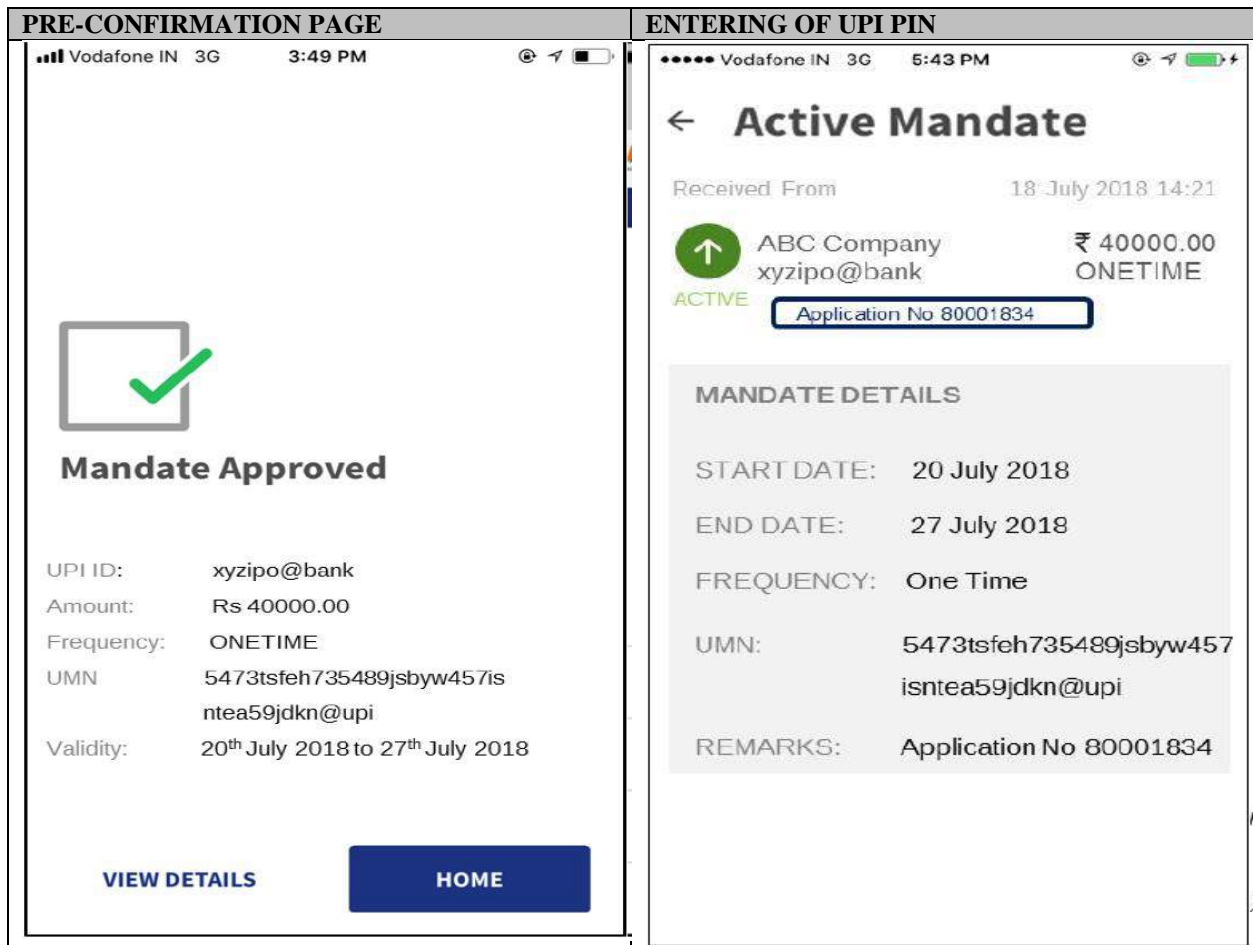 PRE-CONFIRMATION PAGE
Vodafone IN 3G 3:49 PM
Mandate Approved
UPI ID: xyzipo@bank
Amount: Rs 40000.00
Frequency: ONETIME
UMN 5473tsfeh735489jsbyw457is
ntea59jdkn@upi
Validity: 20th July 2018 to 27th July 2018
VIEW DETAILS HOME
ENTERING OF UPI PIN
Vodafone IN 3G 5:43 PM
← Active Mandate
Received From 18 July 2018 14:21
ABC Company ₹ 40000.00
xyzipo@bank ONETIME
ACTIVE
Application No 80001834
MANDATE DETAILS
START DATE: 20 July 2018
END DATE: 27 July 2018
FREQUENCY: One Time
UMN: 5473tsfeh735489jsbyw457
isntea59jdkn@upi
REMARKS: Application No 80001834